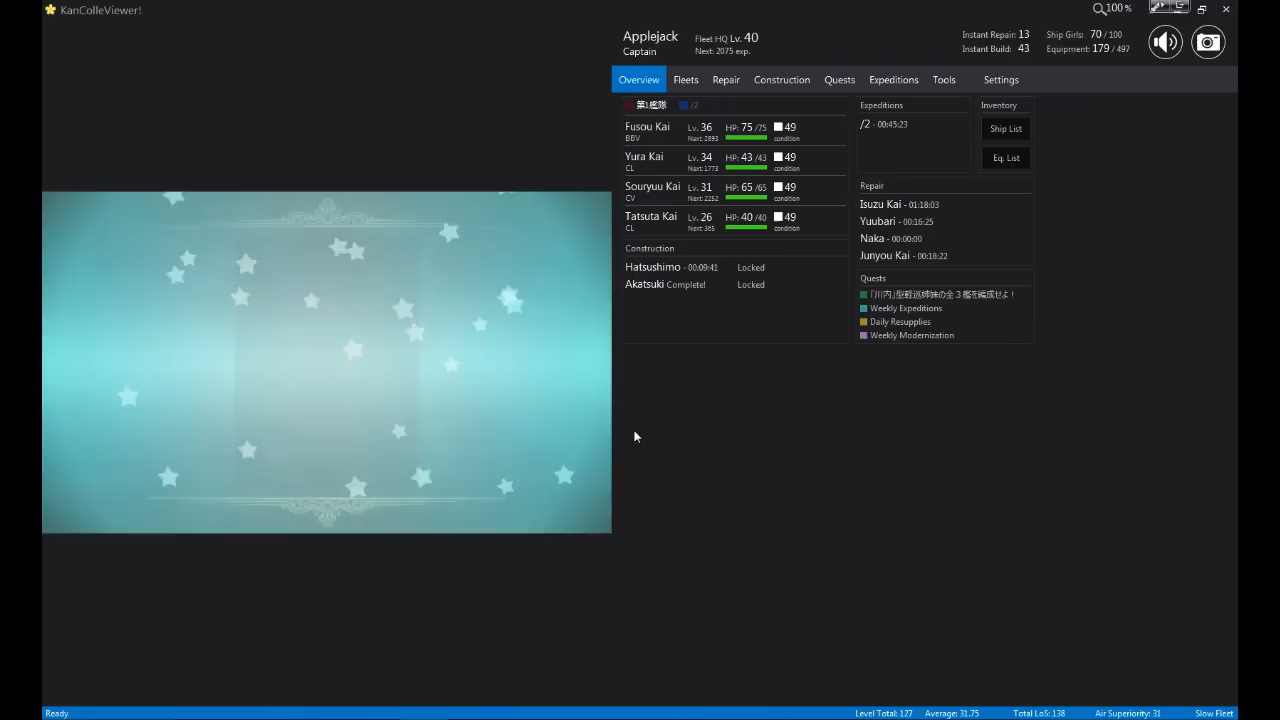 KanColleViewer!
100 %
Applejack
Captain
Fleet HQ Lv. 40
Next: 2075 exp.
Instant Repair: 13
Instant Build: 43
Ship Girls: 70 / 100
Equipment: 179 / 497
Overview Fleets Repair Construction Quests Expeditions Tools Settings
第1艦隊 /2
Fusou Kai Lv. 36 HP: 75 /75 49
BBV Next: 2893 condition
Yura Kai Lv. 34 HP: 43 /43 49
CL Next: 1773 condition
Souryuu Kai Lv. 31 HP: 65 /65 49
CV Next: 2252 condition
Tatsuta Kai Lv. 26 HP: 40 /40 49
CL Next: 365 condition
Construction
Hatsushimo - 00:09:41 Locked
Akatsuki Complete! Locked
Expeditions
/2 - 00:45:23
Inventory
Ship List
Eq. List
Repair
Isuzu Kai - 01:18:03
Yuubari - 00:16:25
Naka - 00:00:00
Junyou Kai - 00:18:22
Quests
「川内」型軽巡姉妹の全３艦を編成せよ！
Weekly Expeditions
Daily Resupplies
Weekly Modernization
Ready
Level Total: 127 Average: 31.75 Total LoS: 138 Air Superiority: 31 Slow Fleet